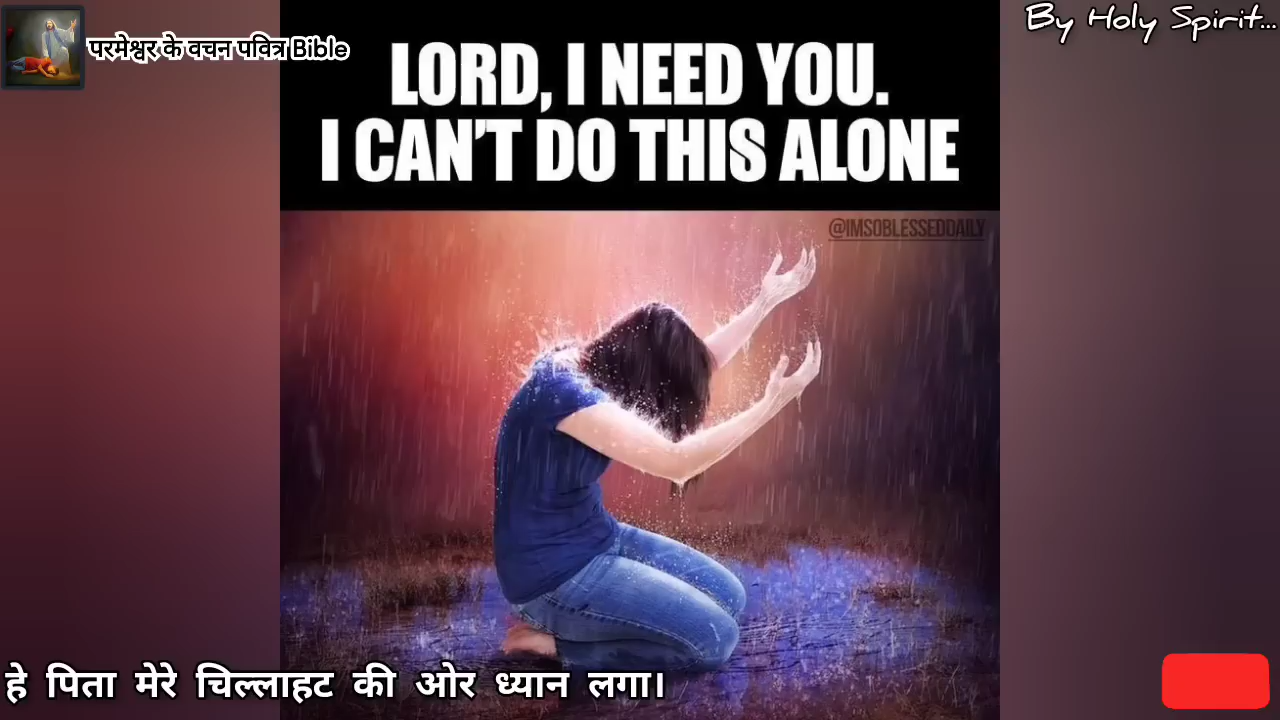 परमेश्वर के वचन पवित्र Bible
By Holy Spirit...
LORD, I NEED YOU.
I CAN'T DO THIS ALONE
@IMSOBLESSEDDAILY
हे पिता मेरे चिल्लाहट की ओर ध्यान लगा।